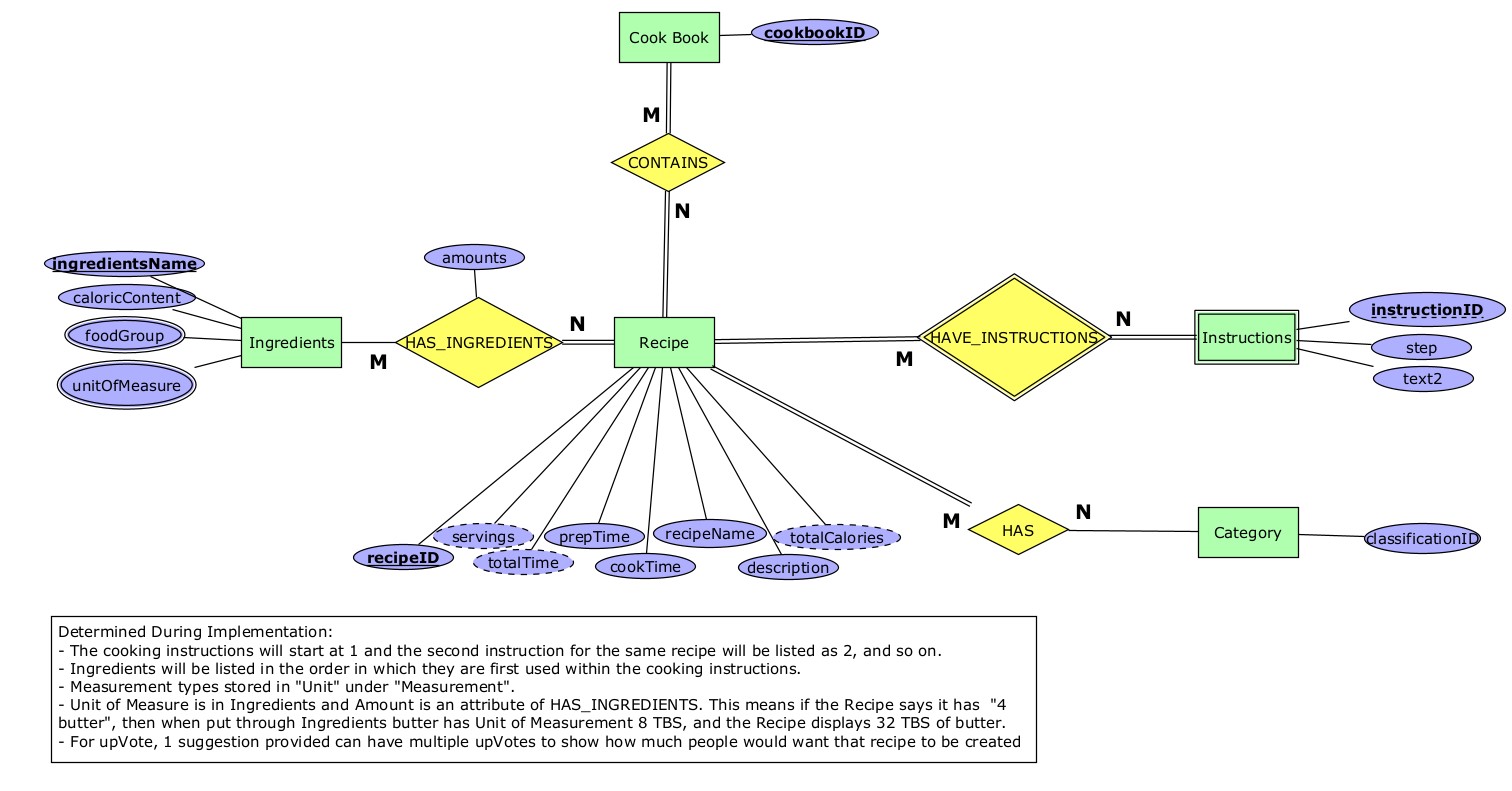 Cook Book
cookbookID
M
CONTAINS
N
ingredientsName
caloricContent
foodGroup
unitOfMeasure
Ingredients
M
amounts
HAS_INGREDIENTS
N
Recipe
M
HAVE_INSTRUCTIONS
N
Instructions
instructionID
step
text2
recipeID
servings
totalTime
prepTime
cookTime
recipeName
description
totalCalories
M
HAS
N
Category
classificationID
Determined During Implementation:
- The cooking instructions will start at 1 and the second instruction for the same recipe will be listed as 2, and so on.
- Ingredients will be listed in the order in which they are first used within the cooking instructions.
- Measurement types stored in "Unit" under "Measurement".
- Unit of Measure is in Ingredients and Amount is an attribute of HAS_INGREDIENTS. This means if the Recipe says it has "4
butter", then when put through Ingredients butter has Unit of Measurement 8 TBS, and the Recipe displays 32 TBS of butter.
- For upVote, 1 suggestion provided can have multiple upVotes to show how much people would want that recipe to be created